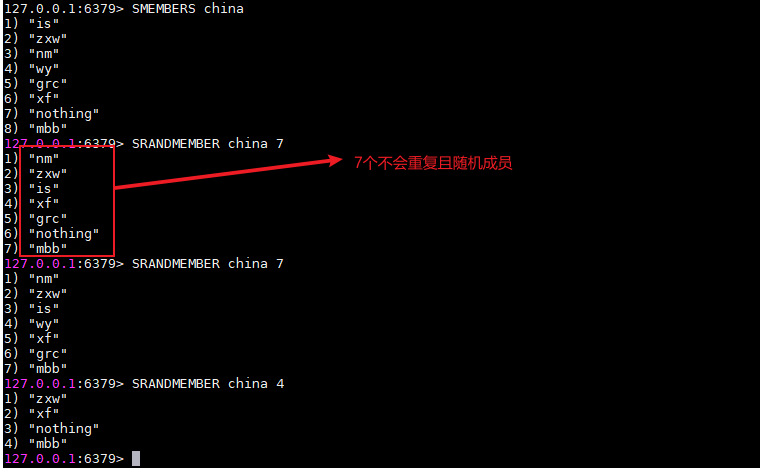 127.0.0.1:6379> SMEMBERS china
1) "is"
2) "zxw"
3) "nm"
4) "wy"
5) "grc"
6) "xf"
7) "nothing"
8) "mbb"
127.0.0.1:6379> SRANDMEMBER china 7
1) "nm"
2) "zxw"
7个不会重复且随机成员
3) "is"
4) "xf"
5) "grc"
6) "nothing"
7) "mbb"
127.0.0.1:6379> SRANDMEMBER china 7
1) "nm"
2) "zxw"
3) "is"
4) "wy"
5) "xf"
6) "grc"
7) "mbb"
127.0.0.1:6379> SRANDMEMBER china 4
1) "zxw"
2) "xf"
3) "nothing"
4) "mbb"
127.0.0.1:6379>